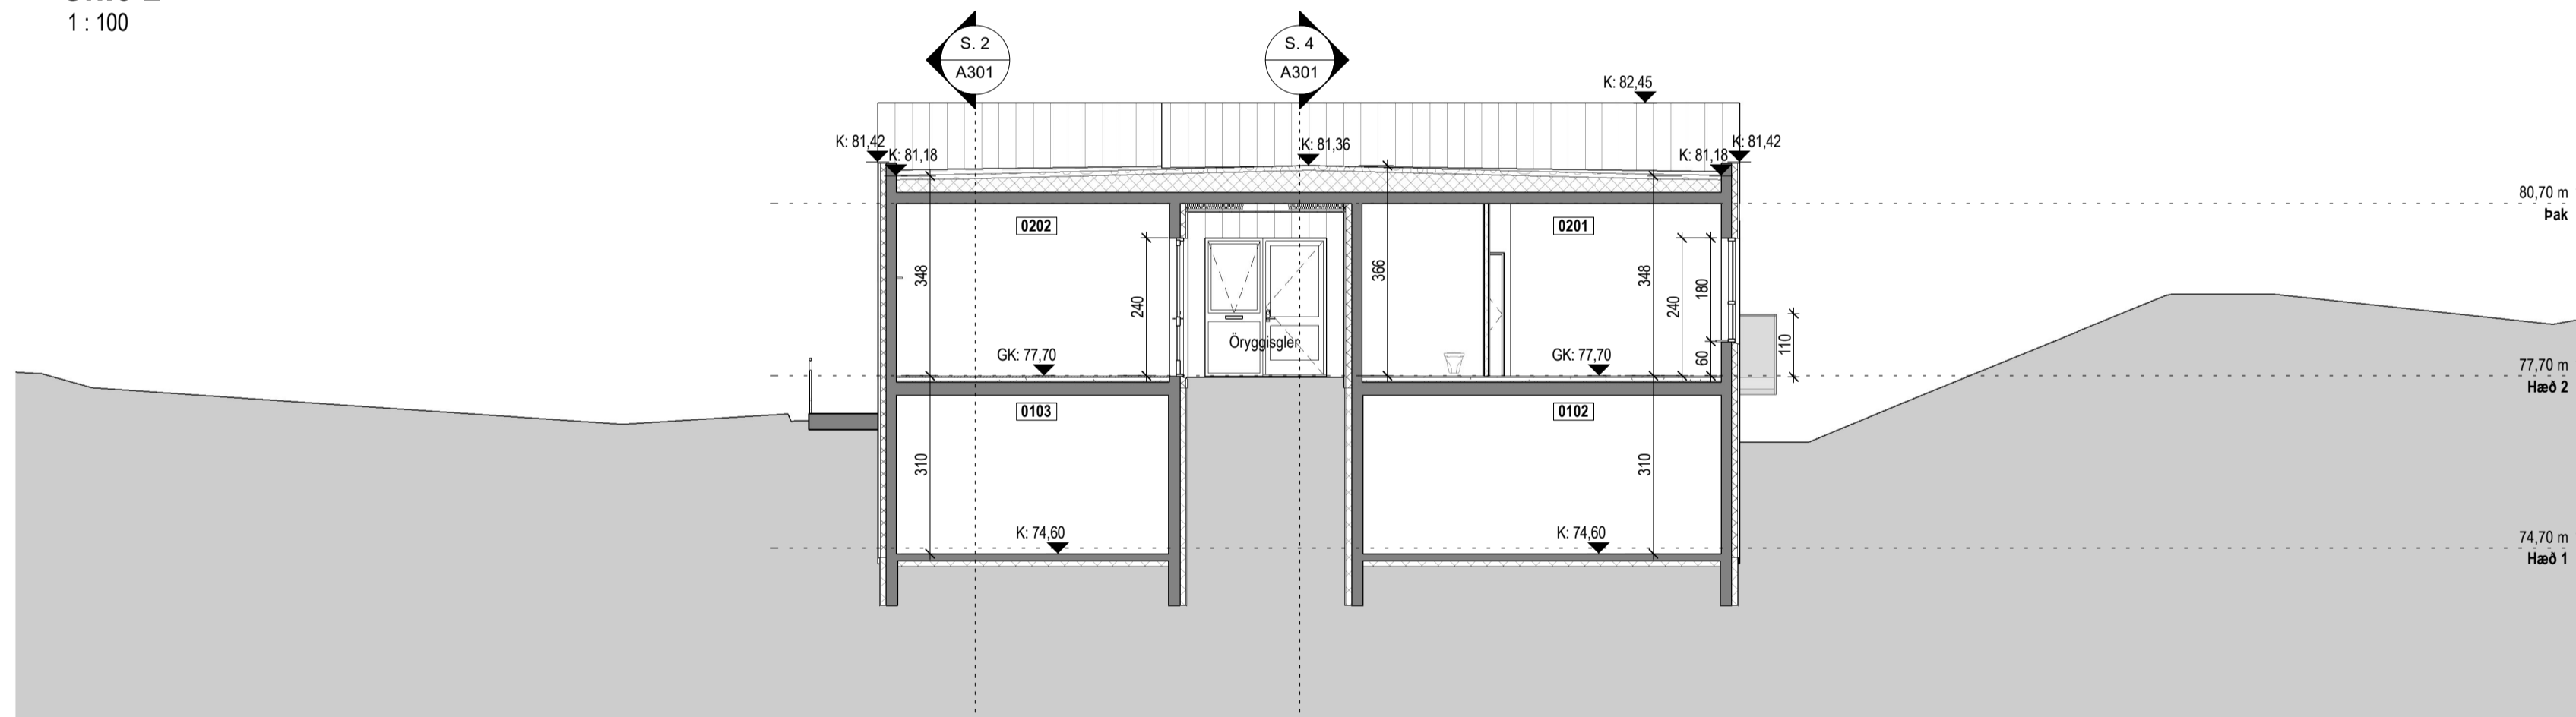 1 : 100
S. 2
A301
S. 4
A301
K: 82,45
K: 81,42
K: 81,18
K: 81,36
K: 81,18
K: 81,42
80,70 m
Þak
0202
0201
348
240
366
348
240
180
60
110
Öryggisgler
GK: 77,70
GK: 77,70
77,70 m
Hæð 2
0103
0102
310
310
K: 74,60
K: 74,60
74,70 m
Hæð 1